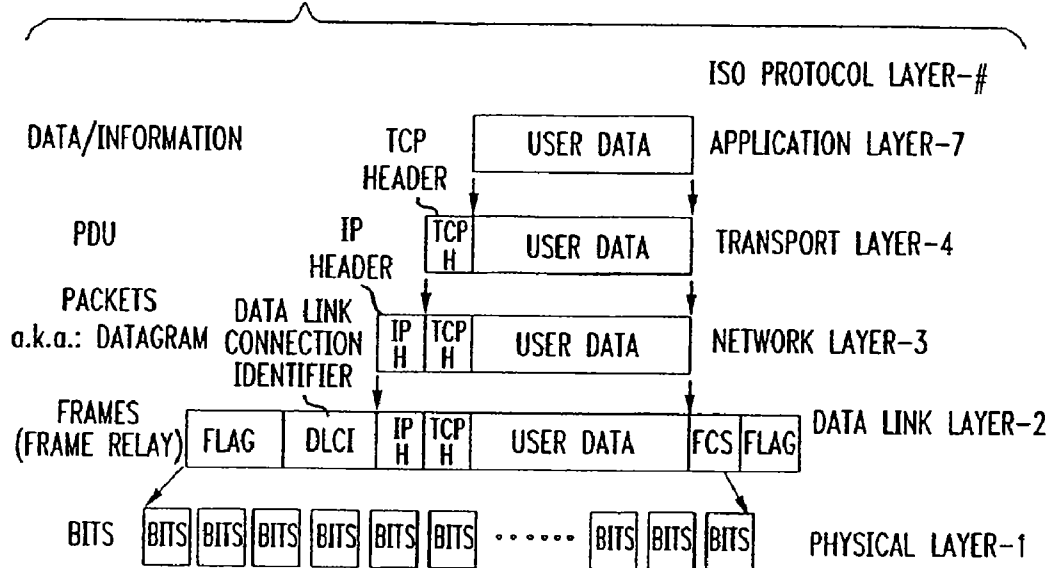 ISO PROTOCOL LAYER-#
DATA/INFORMATION
TCP
HEADER
USER DATA
APPLICATION LAYER-7
PDU
IP
HEADER
TCP
H
USER DATA
TRANSPORT LAYER-4
PACKETS
a.k.a.: DATAGRAM
DATA LINK
CONNECTION
IDENTIFIER
IP
H
TCP
H
USER DATA
NETWORK LAYER-3
FRAMES
(FRAME RELAY)
FLAG
DLCI
IP
H
TCP
H
USER DATA
FCS
FLAG
DATA LINK LAYER-2
BITS
BITS
BITS
BITS
BITS
BITS
BITS
......
BITS
BITS
BITS
PHYSICAL LAYER-1